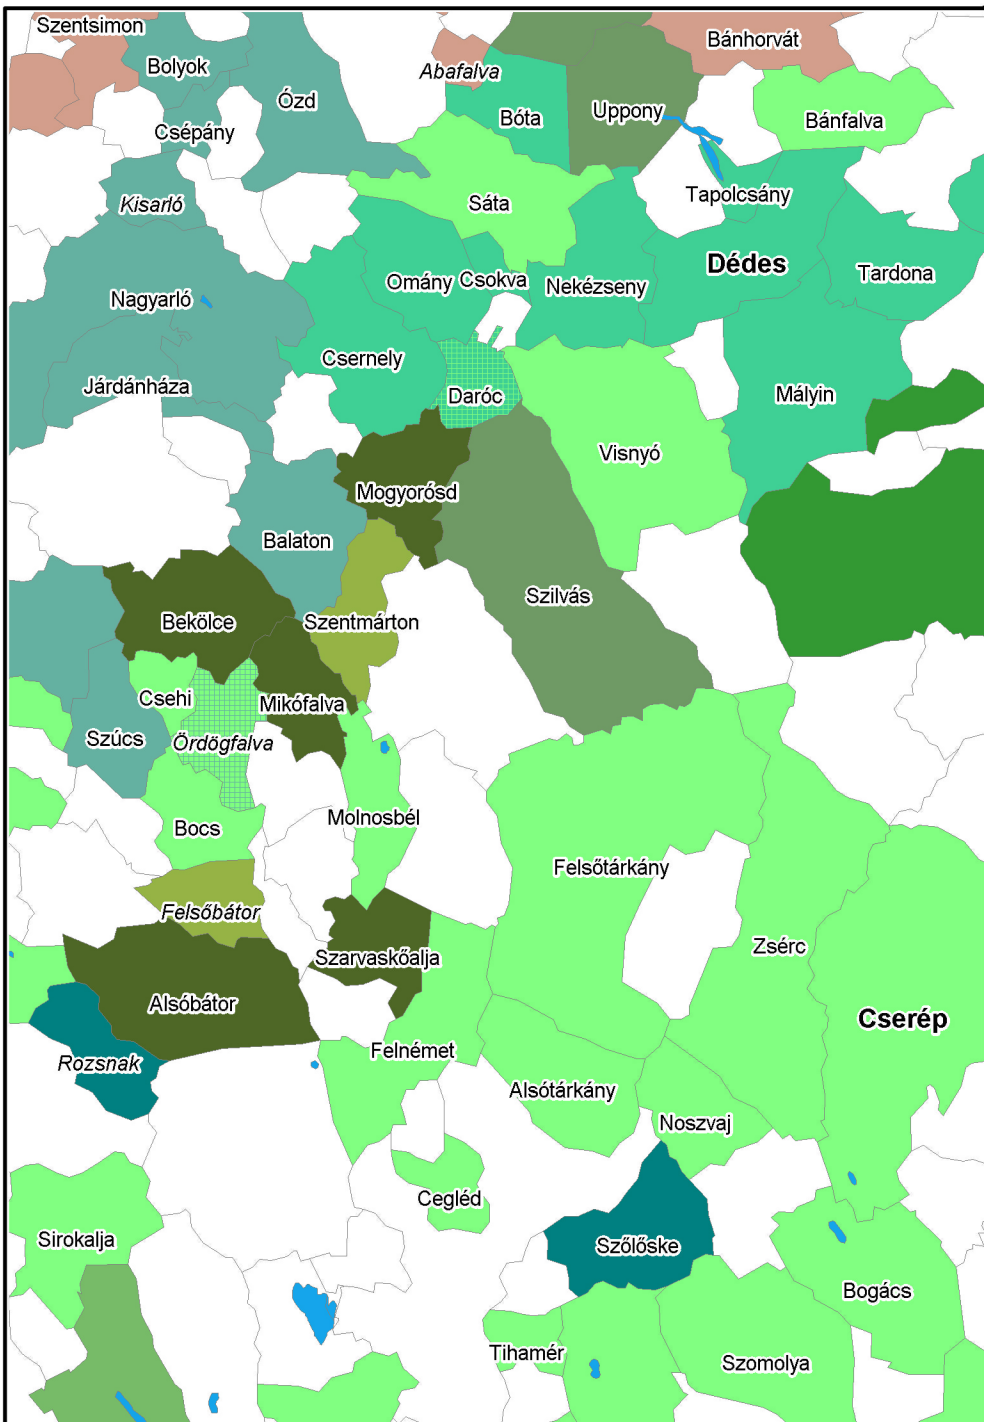 Szentsimon
Bánhorvát
Bolyok
Abafalva
Ózd
Uppony
Bóta
Bánfalva
Csépány
Tapolcsány
Kisarló
Sáta
Dédes
Tardona
Omány
Csokva
Nekézseny
Nagyarló
Csernely
Járdánháza
Daróc
Mályin
Visnyó
Mogyorósd
Balaton
Szilvás
Bekölce
Szentmárton
Csehi
Mikófalva
Szúcs
Ördögfalva
Molnosbél
Bocs
Felsőtárkány
Felsőbátor
Zsérc
Szarvaskőalja
Alsóbátor
Cserép
Felnémet
Rozsnak
Alsótárkány
Noszvaj
Cegléd
Sirokalja
Szőlőske
Bogács
Tihamér
Szomolya